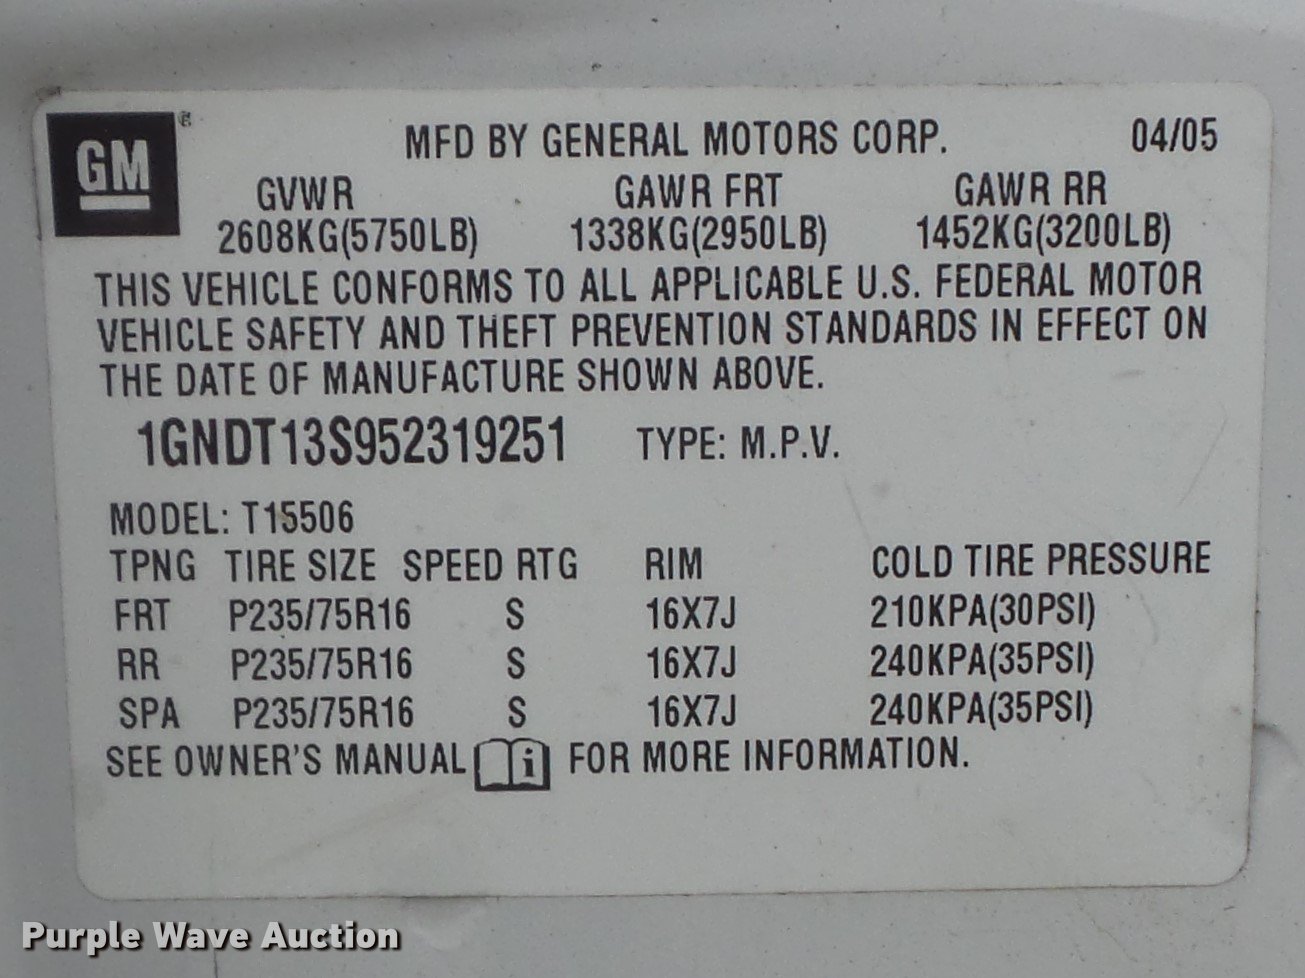 GM
MFD BY GENERAL MOTORS CORP. 04/05
GVWR GAWR FRT GAWR RR
2608KG(5750LB) 1338KG(2950LB) 1452KG(3200LB)
THIS VEHICLE CONFORMS TO ALL APPLICABLE U.S. FEDERAL MOTOR
VEHICLE SAFETY AND THEFT PREVENTION STANDARDS IN EFFECT ON
THE DATE OF MANUFACTURE SHOWN ABOVE.
1GNDT13S952319251 TYPE: M.P.V.
MODEL: T15506
TPNG TIRE SIZE SPEED RTG RIM COLD TIRE PRESSURE
FRT P235/75R16 S 16X7J 210KPA(30PSI)
RR P235/75R16 S 16X7J 240KPA(35PSI)
SPA P235/75R16 S 16X7J 240KPA(35PSI)
SEE OWNER'S MANUAL i FOR MORE INFORMATION.
Purple Wave Auction